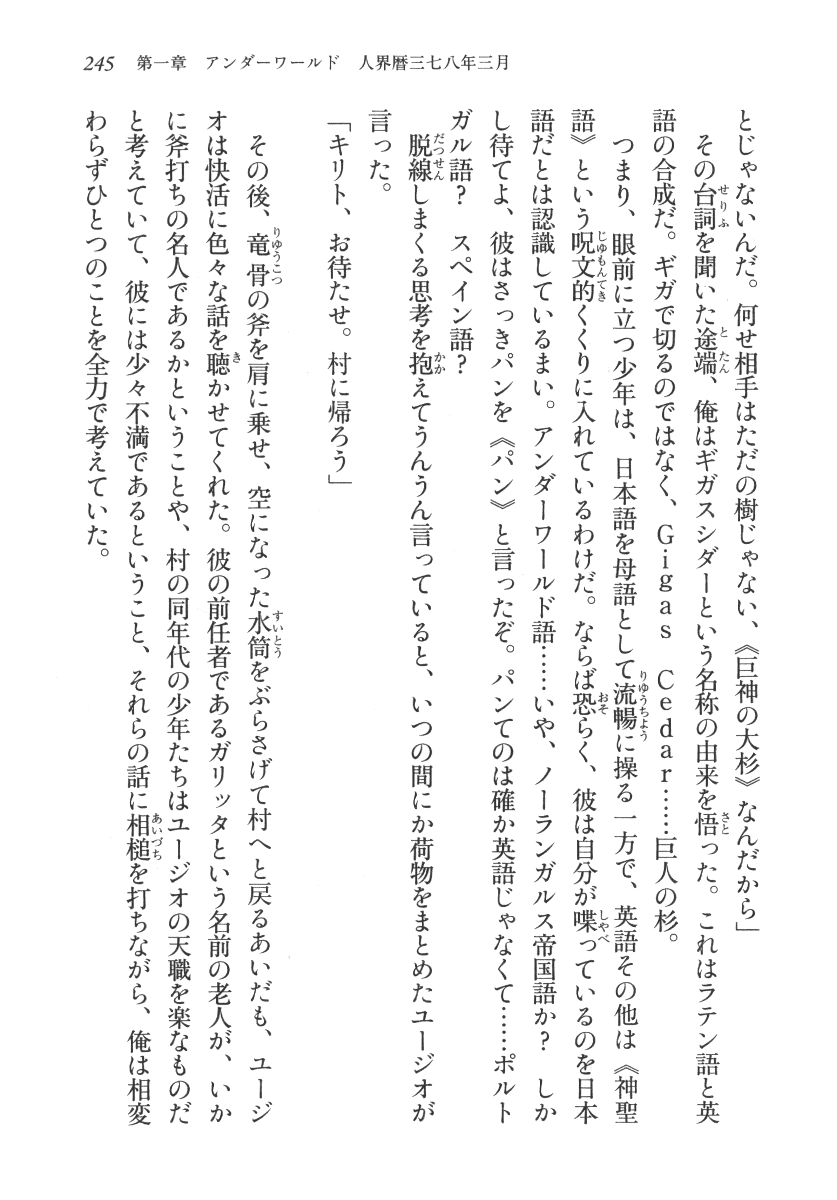 245　第一章　アンダーワールド　人界暦三七八年三月
とじゃないんだ。何せ相手はただの樹じゃない、《巨神の大杉》なんだから」
　その台詞を聞いた途端、俺はギガスシダーという名称の由来を悟った。これはラテン語と英
語の合成だ。ギガで切るのではなく、Ｇｉｇａｓ　Ｃｅｄａｒ……巨人の杉。
　つまり、眼前に立つ少年は、日本語を母語として流暢に操る一方で、英語その他は《神聖
語》という呪文的くくりに入れているわけだ。ならば恐らく、彼は自分が喋っているのを日本
語だとは認識しているまい。アンダーワールド語……いや、ノーランガルス帝国語か？　しか
し待てよ、彼はさっきパンを《パン》と言ったぞ。パンてのは確か英語じゃなくて……ポルト
ガル語？　スペイン語？
　脱線しまくる思考を抱えてうんうん言っていると、いつの間にか荷物をまとめたユージオが
言った。
「キリト、お待たせ。村に帰ろう」
　その後、竜骨の斧を肩に乗せ、空になった水筒をぶらさげて村へと戻るあいだも、ユージ
オは快活に色々な話を聴かせてくれた。彼の前任者であるガリッタという名前の老人が、いか
に斧打ちの名人であるかということや、村の同年代の少年たちはユージオの天職を楽なものだ
と考えていて、彼には少々不満であるということ、それらの話に相槌を打ちながら、俺は相変
わらずひとつのことを全力で考えていた。